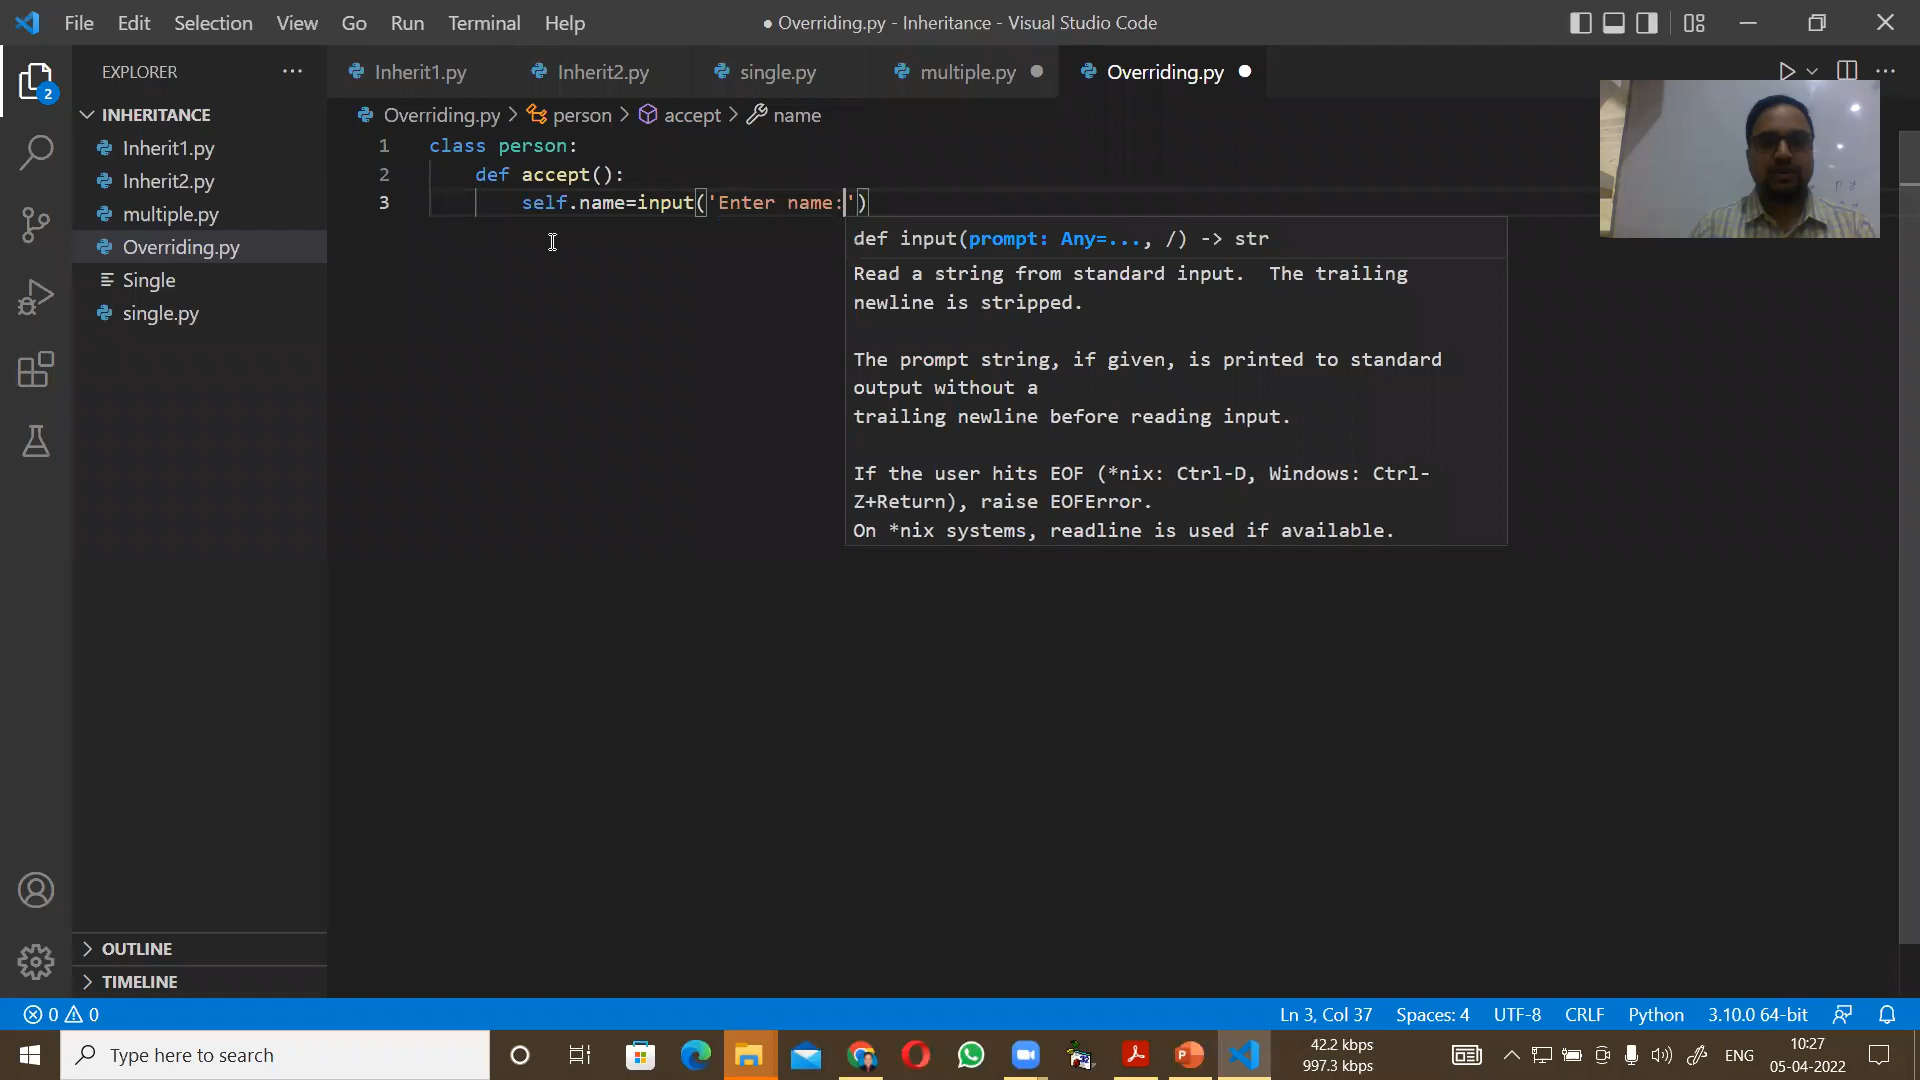 File Edit Selection View Go Run Terminal Help
● Overriding.py - Inheritance - Visual Studio Code
EXPLORER
Inherit1.py Inherit2.py single.py multiple.py Overriding.py
2
INHERITANCE
Inherit1.py
Inherit2.py
multiple.py
Overriding.py
Single
single.py
OUTLINE
TIMELINE
Overriding.py > person > accept > name
1 class person:
2 def accept():
3 self.name=input('Enter name:')
def input(prompt: Any=..., /) -> str
Read a string from standard input. The trailing
newline is stripped.
The prompt string, if given, is printed to standard
output without a
trailing newline before reading input.
If the user hits EOF (*nix: Ctrl-D, Windows: Ctrl-
Z+Return), raise EOFError.
On *nix systems, readline is used if available.
0 0
Ln 3, Col 37 Spaces: 4 UTF-8 CRLF Python 3.10.0 64-bit
Type here to search
42.2 kbps
997.3 kbps
ENG
10:27
05-04-2022